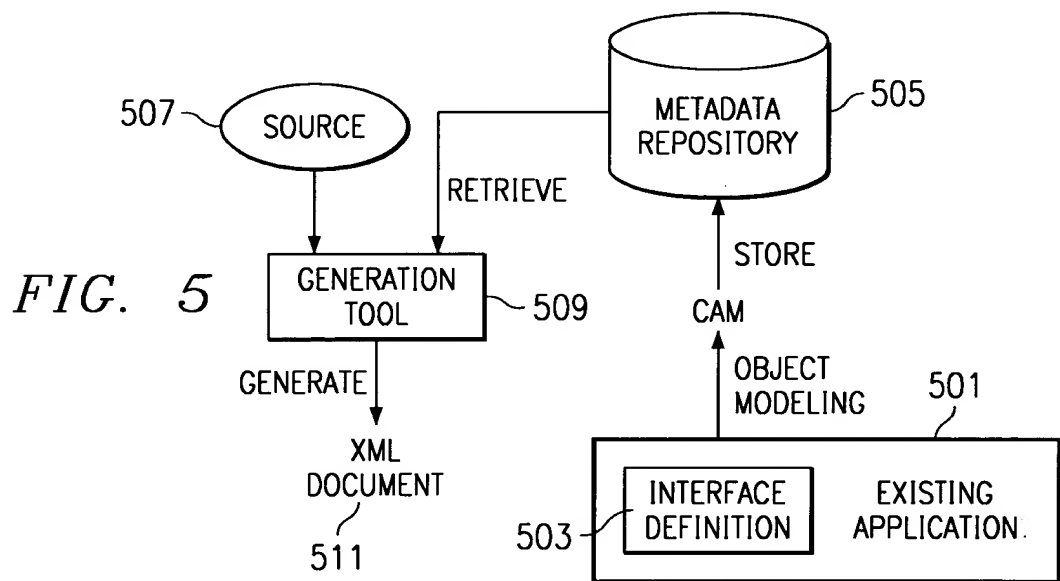 METADATA
REPOSITORY
505
507
SOURCE
RETRIEVE
STORE
FIG. 5
GENERATION
TOOL
509
CAM
GENERATE
OBJECT
MODELING
501
XML
DOCUMENT
511
503
INTERFACE
DEFINITION
EXISTING
APPLICATION